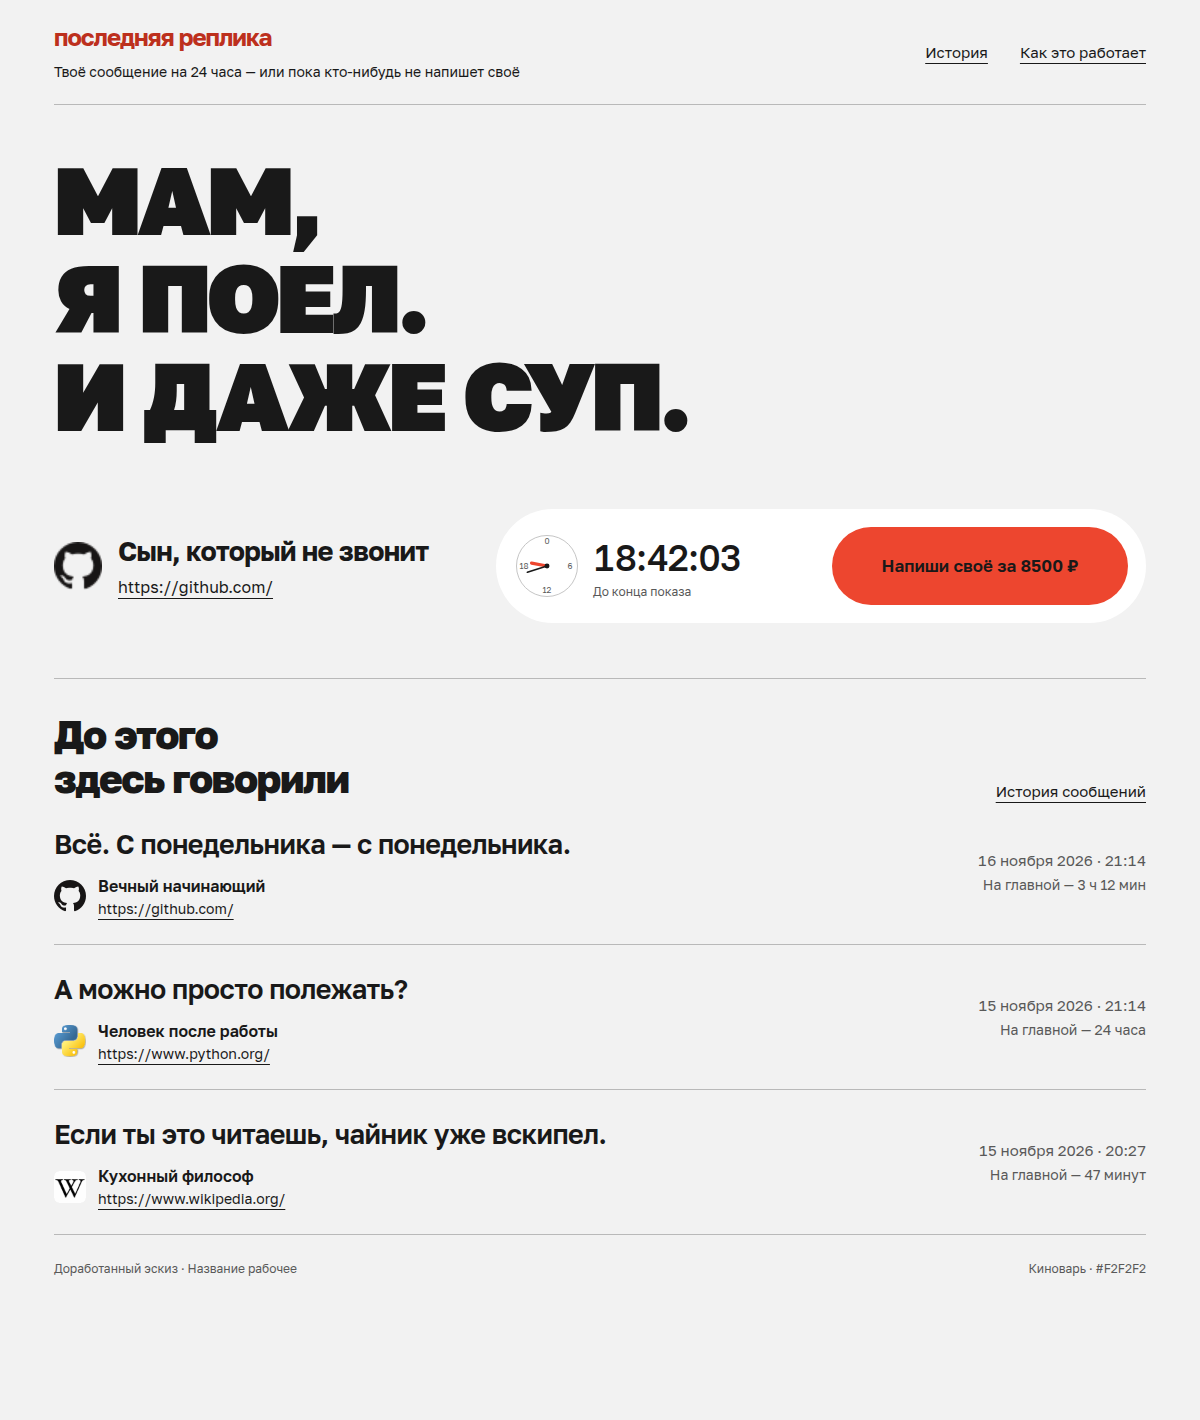 последняя реплика
Твоё сообщение на 24 часа — или пока кто-нибудь не напишет своё
История
Как это работает
МАМ,
Я ПОЕЛ.
И ДАЖЕ СУП.
Сын, который не звонит
https://github.com/
0
6
12
18
18:42:03
До конца показа
Напиши своё за 8500 ₽
До этого
здесь говорили
История сообщений
Всё. С понедельника — с понедельника.
Вечный начинающий
https://github.com/
16 ноября 2026 · 21:14
На главной — 3 ч 12 мин
А можно просто полежать?
Человек после работы
https://www.python.org/
15 ноября 2026 · 21:14
На главной — 24 часа
Если ты это читаешь, чайник уже вскипел.
W
Кухонный философ
https://www.wikipedia.org/
15 ноября 2026 · 20:27
На главной — 47 минут
Доработанный эскиз · Название рабочее
Киноварь · #F2F2F2